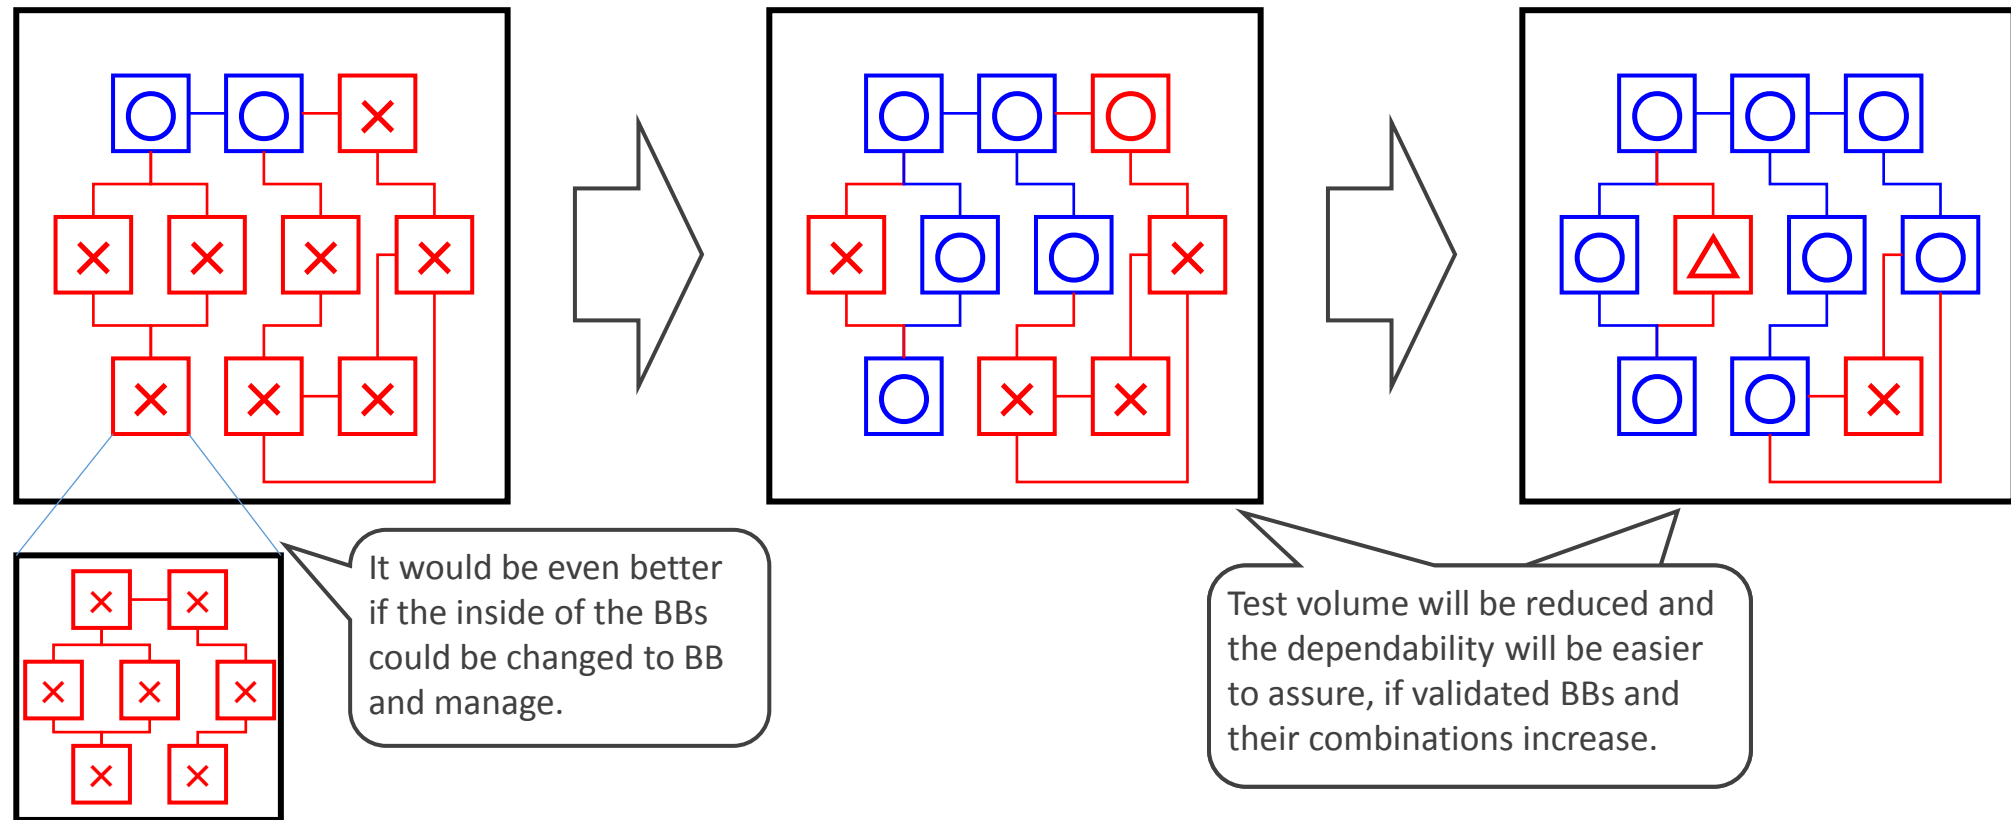 It would be even better
if the inside of the BBs
could be changed to BB
and manage.
Test volume will be reduced and
the dependability will be easier
to assure, if validated BBs and
their combinations increase.